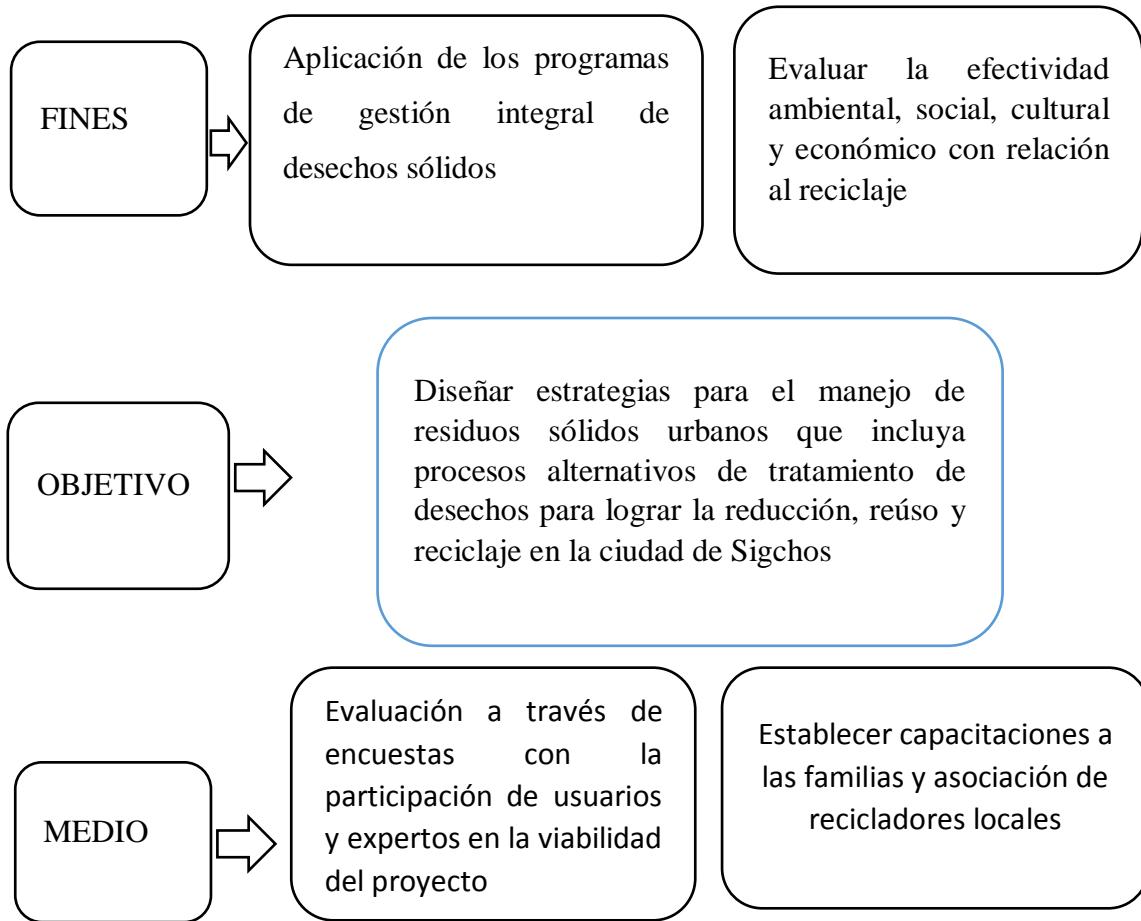 FINES
Aplicación de los programas
de gestión integral de
desechos sólidos
Evaluar la efectividad
ambiental, social, cultural
y económico con relación
al reciclaje
OBJETIVO
Diseñar estrategias para el manejo de
residuos sólidos urbanos que incluya
procesos alternativos de tratamiento de
desechos para lograr la reducción, reúso y
reciclaje en la ciudad de Sigchos
MEDIO
Evaluación a través de
encuestas con la
participación de usuarios
y expertos en la viabilidad
del proyecto
Establecer capacitaciones a
las familias y asociación de
recicladores locales